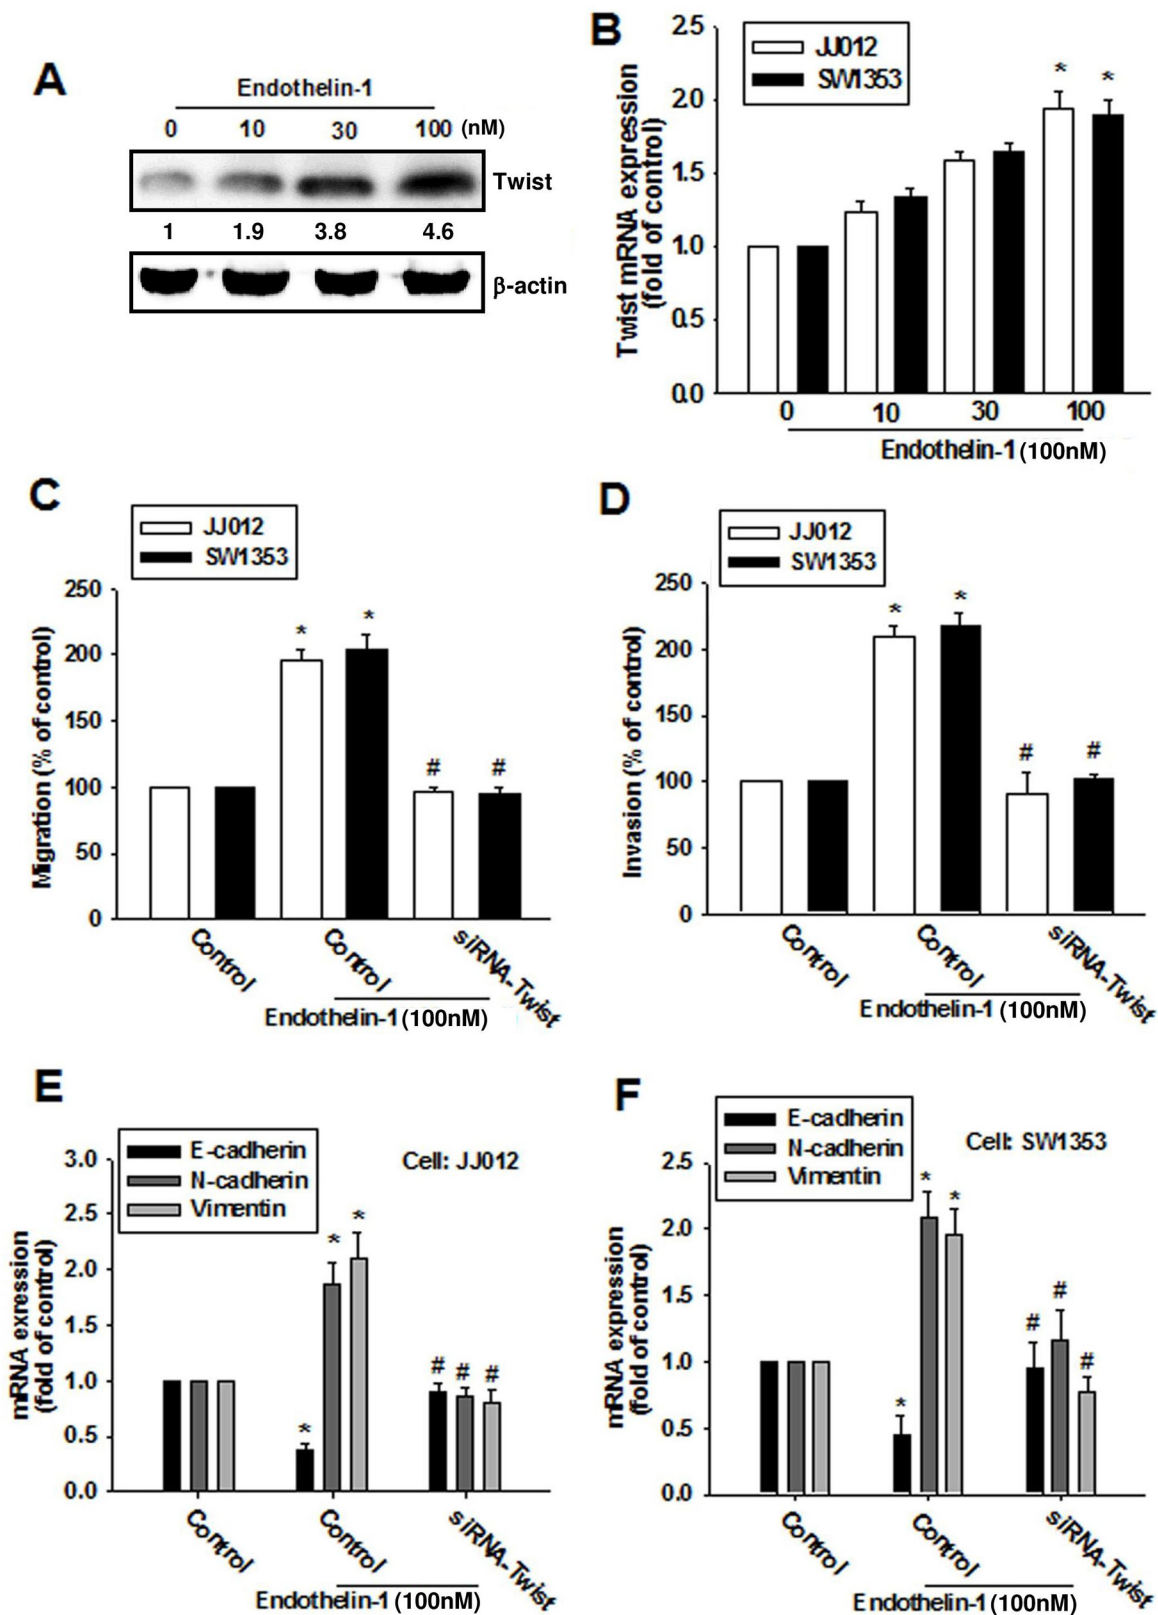 A
Endothelin-1
0 10 30 100 (nM)
Twist
1 1.9 3.8 4.6
β-actin
B
JJ012
SW1353
Twist mRNA expression
(fold of control)
2.5
2.0
1.5
1.0
0.5
0.0
* *
0 10 30 100
Endothelin-1 (100nM)
C
JJ012
SW1353
Migration (% of control)
250
200
150
100
50
0
* *
# #
Control Control siRNA-Twist
Endothelin-1 (100nM)
D
JJ012
SW1353
Invasion (% of control)
250
200
150
100
50
0
* *
# #
Control Control siRNA-Twist
Endothelin-1 (100nM)
E
E-cadherin
N-cadherin
Vimentin
Cell: JJ012
mRNA exression
(fold of control)
3.0
2.5
2.0
1.5
1.0
0.5
0.0
* * *
# # #
Control Control siRNA-Twist
Endothelin-1 (100nM)
F
E-cadherin
N-cadherin
Vimentin
Cell: SW1353
mRNA expression
(fold of control)
2.5
2.0
1.5
1.0
0.5
0.0
* * *
# # #
Control Control siRNA-Twist
Endothelin-1 (100nM)